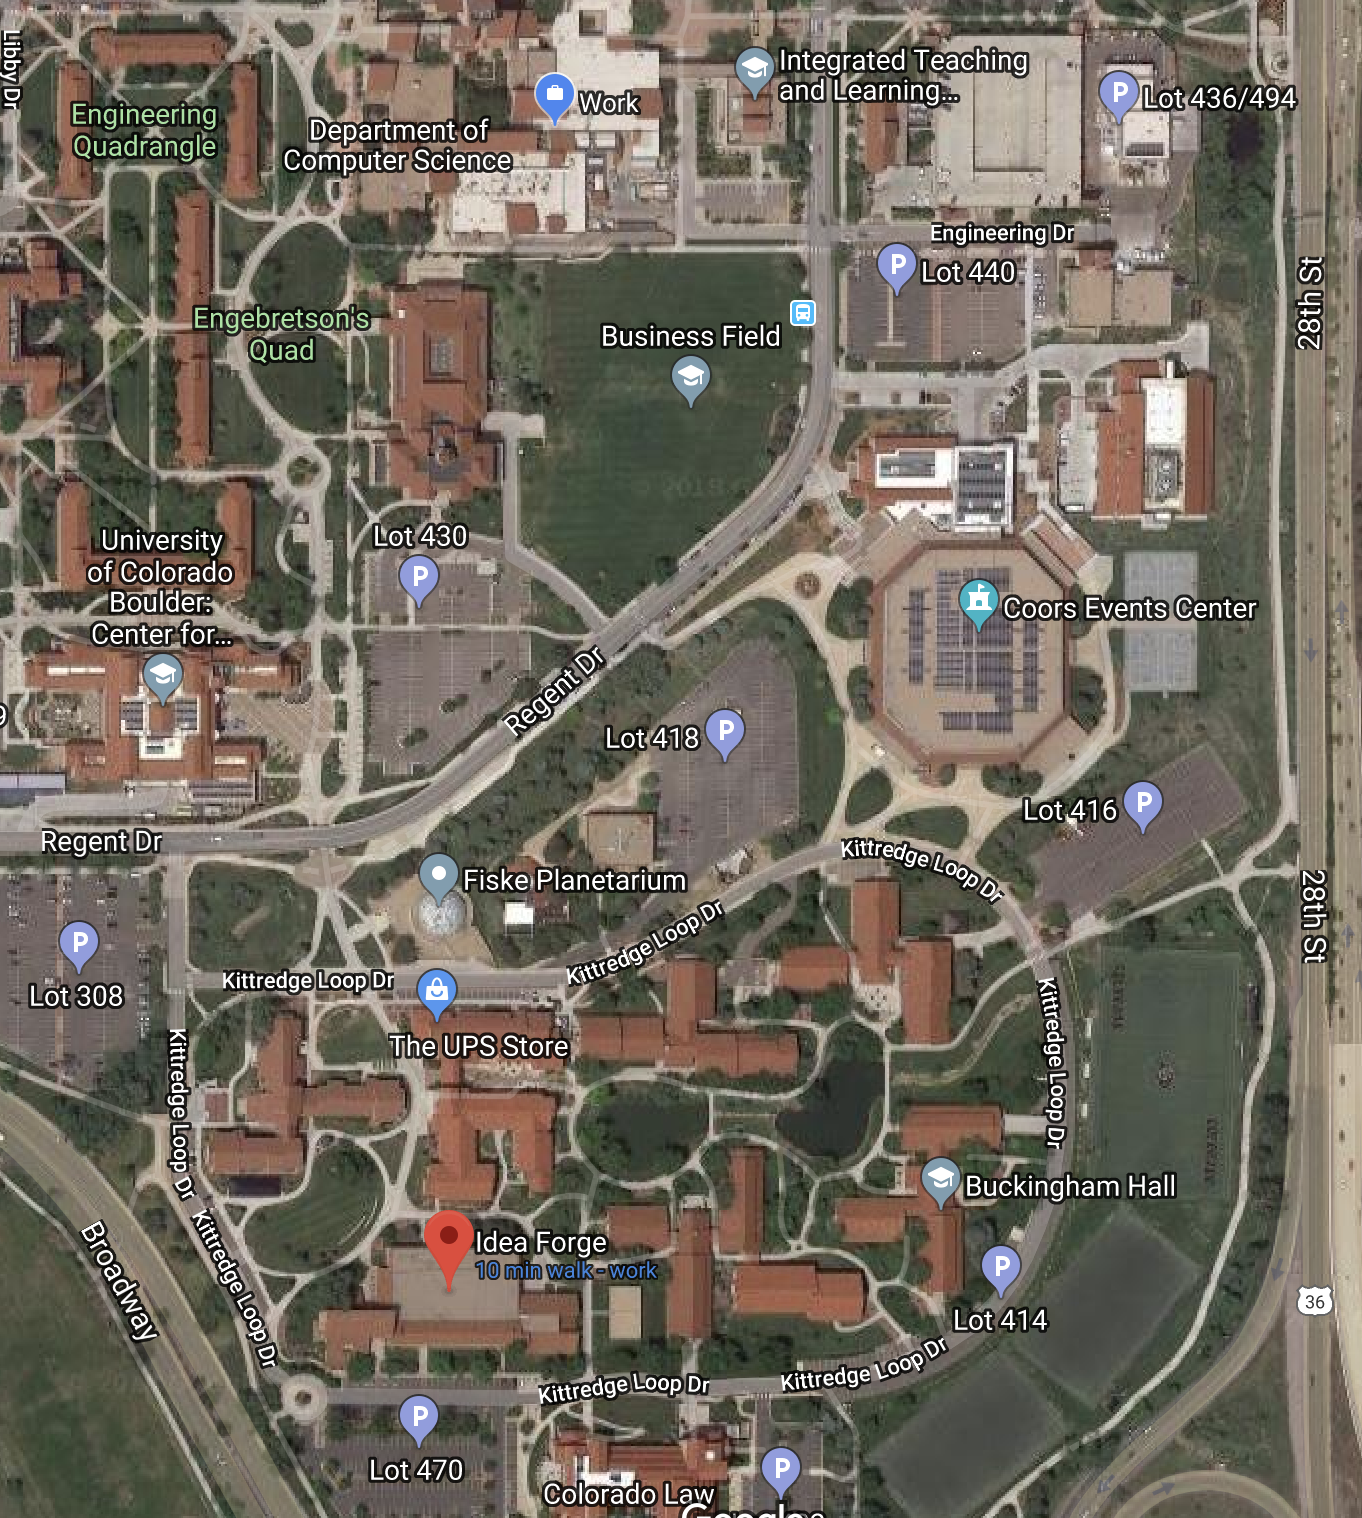 Libby Dr
Engineering
Quadrangle
Department of
Computer Science
Work
Integrated Teaching
and Learning...
P
Lot 436/494
Engineering Dr
P
Lot 440
28th St
Engebretson's
Quad
Business Field
Lot 430
P
University
of Colorado
Boulder:
Center for...
Coors Events Center
Regent Dr
Lot 418
P
Lot 416
P
Regent Dr
Kittredge Loop Dr
28th St
Fiske Planetarium
Kittredge Loop Dr
P
Lot 308
Kittredge Loop Dr
The UPS Store
Kittredge Loop Dr
Kittredge Loop Dr
Buckingham Hall
Kittredge Loop Dr
Broadway
Idea Forge
10 min walk - work
P
Lot 414
36
Kittredge Loop Dr
Kittredge Loop Dr
P
Lot 470
P
Colorado Law
Google